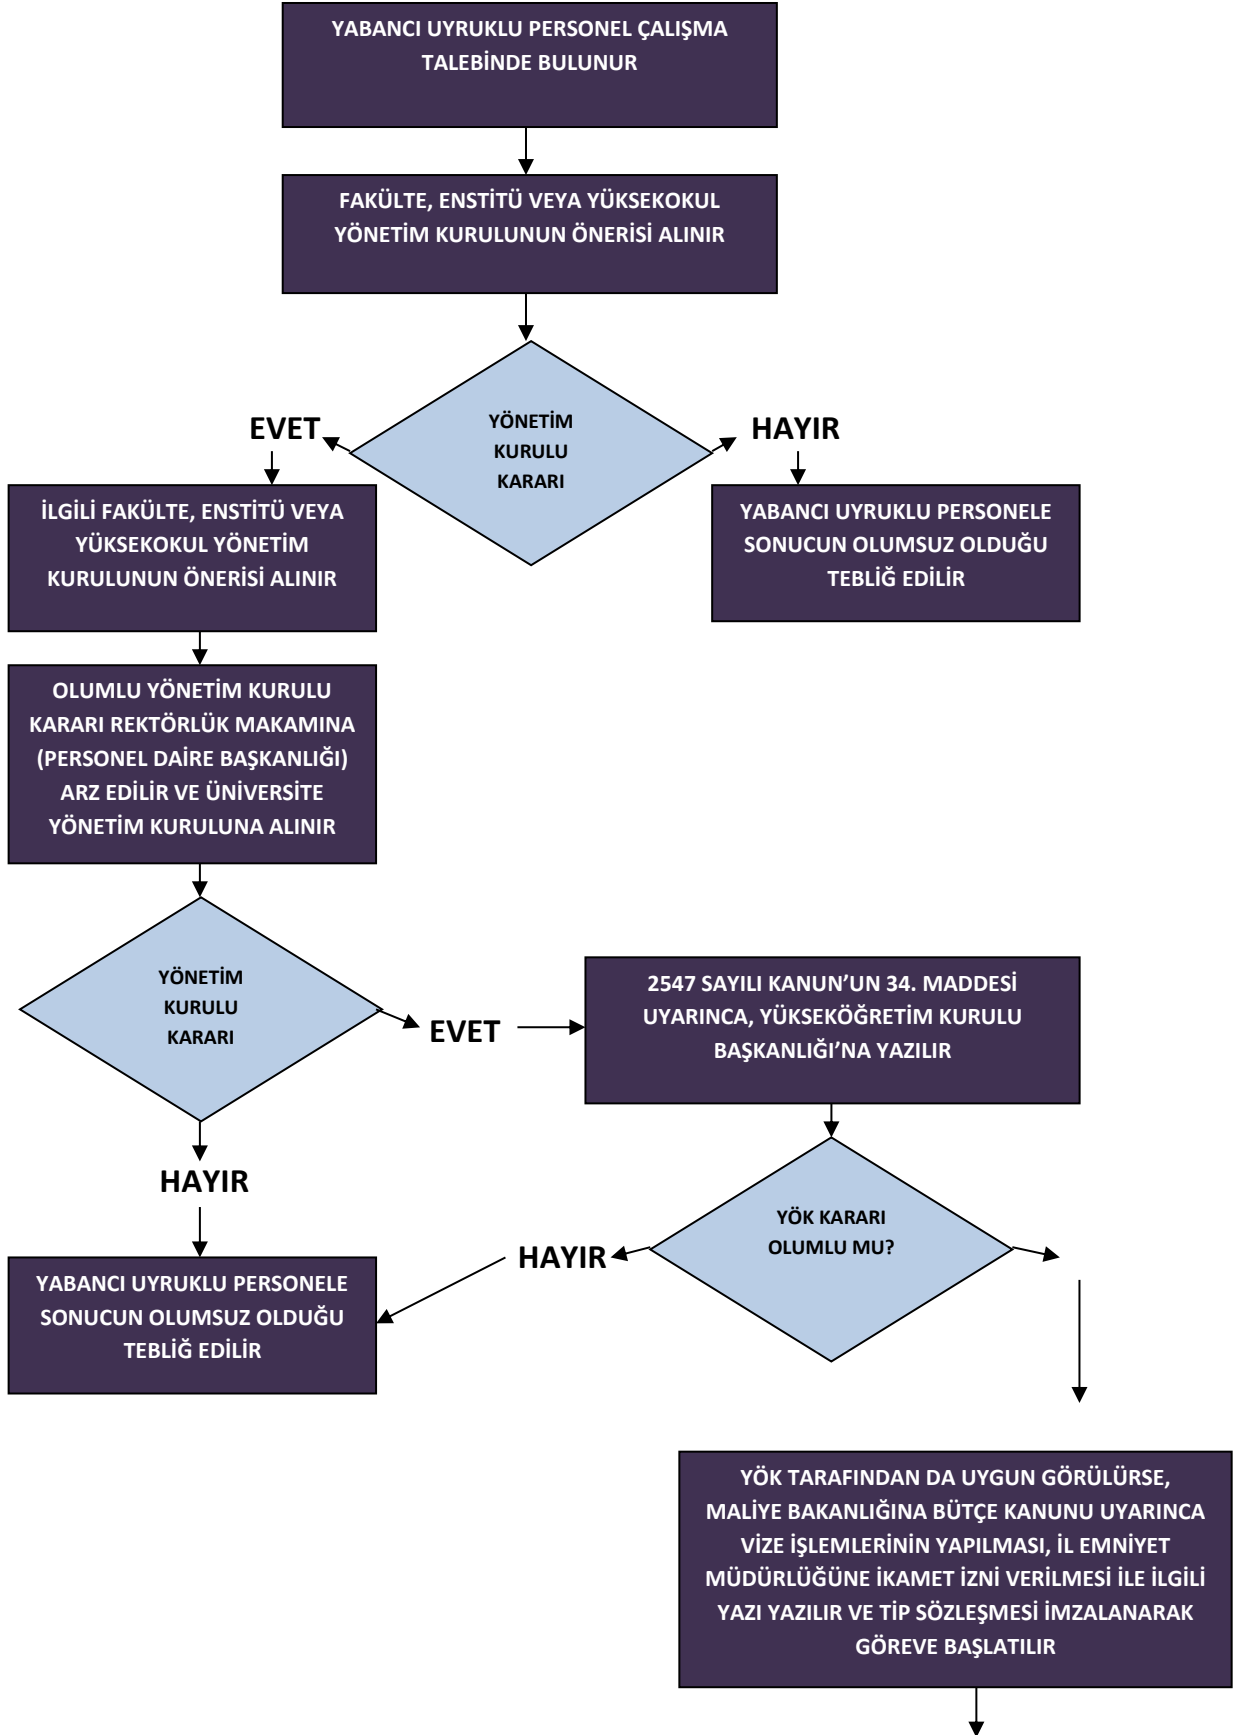 YABANCI UYRUKLU PERSONEL ÇALIŞMA
TALEBİNDE BULUNUR
FAKÜLTE, ENSTİTÜ VEYA YÜKSEKOKUL
YÖNETİM KURULUNUN ÖNERİSİ ALINIR
YÖNETİM
KURULU
KARARI
EVET
HAYIR
İLGİLİ FAKÜLTE, ENSTİTÜ VEYA
YÜKSEKOKUL YÖNETİM
KURULUNUN ÖNERİSİ ALINIR
YABANCI UYRUKLU PERSONELE
SONUCUN OLUMSUZ OLDUĞU
TEBLİĞ EDİLİR
OLUMLU YÖNETİM KURULU
KARARI REKTÖRLÜK MAKAMINA
(PERSONEL DAİRE BAŞKANLIĞI)
ARZ EDİLİR VE ÜNİVERSİTE
YÖNETİM KURULUNA ALINIR
YÖNETİM
KURULU
KARARI
EVET
2547 SAYILI KANUN’UN 34. MADDESİ
UYARINCA, YÜKSEKÖĞRETİM KURULU
BAŞKANLIĞI’NA YAZILIR
HAYIR
YÖK KARARI
OLUMLU MU?
HAYIR
YABANCI UYRUKLU PERSONELE
SONUCUN OLUMSUZ OLDUĞU
TEBLİĞ EDİLİR
YÖK TARAFINDAN DA UYGUN GÖRÜLÜRSE,
MALİYE BAKANLIĞINA BÜTÇE KANUNU UYARINCA
VİZE İŞLEMLERİNİN YAPILMASI, İL EMNİYET
MÜDÜRLÜĞÜNE İKAMET İZNİ VERİLMESİ İLE İLGİLİ
YAZI YAZILIR VE TİP SÖZLEŞMESİ İMZALANARAK
GÖREVE BAŞLATILIR